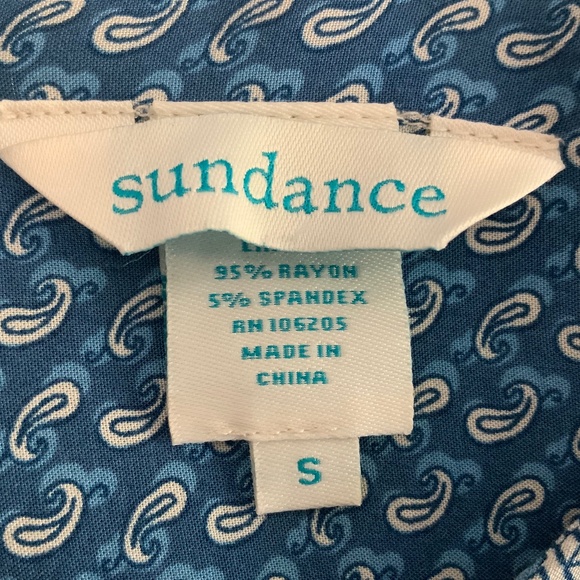 sundance
95% RAYON
5% SPANDEX
RN 106205
MADE IN
CHINA
S